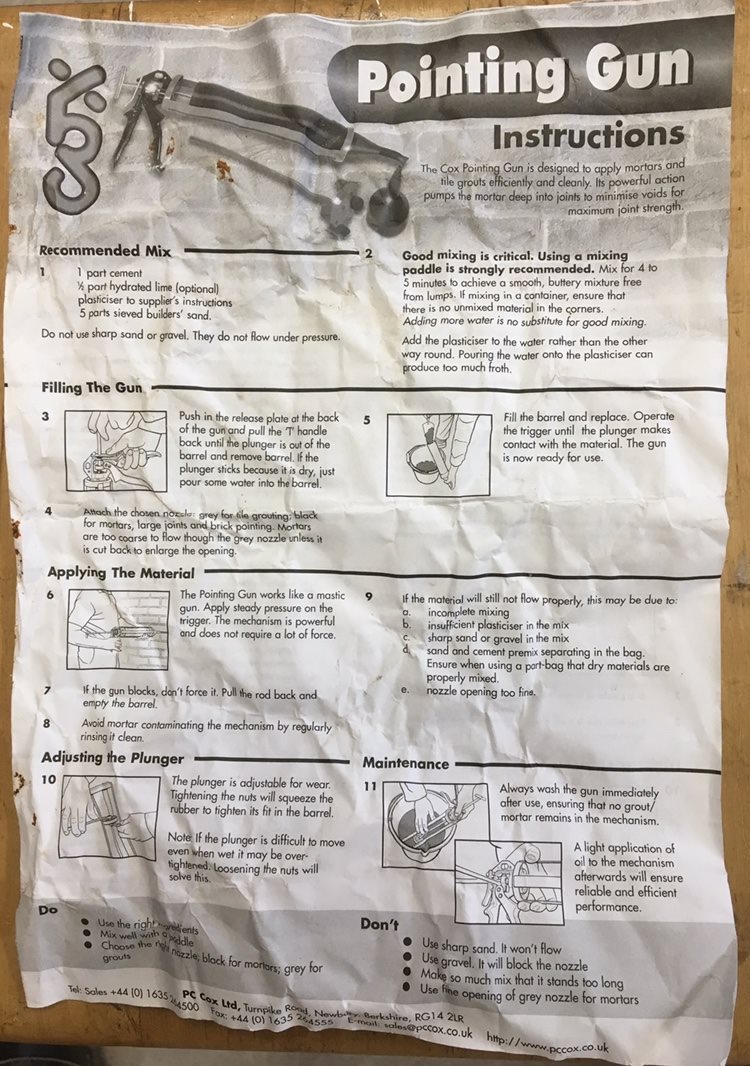 Pointing Gun
Instructions
The Cox Pointing Gun is designed to apply mortars and
tile grouts efficiently and cleanly. Its powerful action
pumps the mortar deep into joints to minimise voids for
maximum joint strength.
Recommended Mix
1 1 part cement
½ part hydrated lime (optional)
plasticiser to supplier's instructions
5 parts sieved builders' sand.
Do not use sharp sand or gravel. They do not flow under pressure.
2 Good mixing is critical. Using a mixing
paddle is strongly recommended. Mix for 4 to
5 minutes to achieve a smooth, buttery mixture free
from lumps. If mixing in a container, ensure that
there is no unmixed material in the corners.
Adding more water is no substitute for good mixing.
Add the plasticiser to the water rather than the other
way round. Pouring the water onto the plasticiser can
produce too much froth.
Filling The Gun
3 Push in the release plate at the back
of the gun and pull the 'T' handle
back until the plunger is out of the
barrel and remove barrel. If the
plunger sticks because it is dry, just
pour some water into the barrel.
4 Attach the chosen nozzle: grey for tile grouting; black
for mortars, large joints and brick pointing. Mortars
are too coarse to flow though the grey nozzle unless it
is cut back to enlarge the opening.
5 Fill the barrel and replace. Operate
the trigger until the plunger makes
contact with the material. The gun
is now ready for use.
Applying The Material
6 The Pointing Gun works like a mastic
gun. Apply steady pressure on the
trigger. The mechanism is powerful
and does not require a lot of force.
7 If the gun blocks, don't force it. Pull the rod back and
empty the barrel.
8 Avoid mortar contaminating the mechanism by regularly
rinsing it clean.
9 If the material will still not flow properly, this may be due to:
a. incomplete mixing
b. insufficient plasticiser in the mix
c. sharp sand or gravel in the mix
d. sand and cement premix separating in the bag.
Ensure when using a part-bag that dry materials are
properly mixed.
e. nozzle opening too fine.
Adjusting the Plunger
10 The plunger is adjustable for wear.
Tightening the nuts will squeeze the
rubber to tighten its fit in the barrel.
Note: If the plunger is difficult to move
even when wet it may be over-
tightened. Loosening the nuts will
solve this.
Maintenance
11 Always wash the gun immediately
after use, ensuring that no grout/
mortar remains in the mechanism.
A light application of
oil to the mechanism
afterwards will ensure
reliable and efficient
performance.
Do
● Use the right ingredients
● Mix well with a paddle
● Choose the right nozzle; black for mortars; grey for
grouts
Don't
● Use sharp sand. It won't flow
● Use gravel. It will block the nozzle
● Make so much mix that it stands too long
● Use fine opening of grey nozzle for mortars
PC Cox Ltd, Turnpike Road, Newbury, Berkshire, RG14 2LR
Tel: Sales +44 (0) 1635 264500 Fax: +44 (0) 1635 264555 E-mail: sales@pccox.co.uk http://www.pccox.co.uk